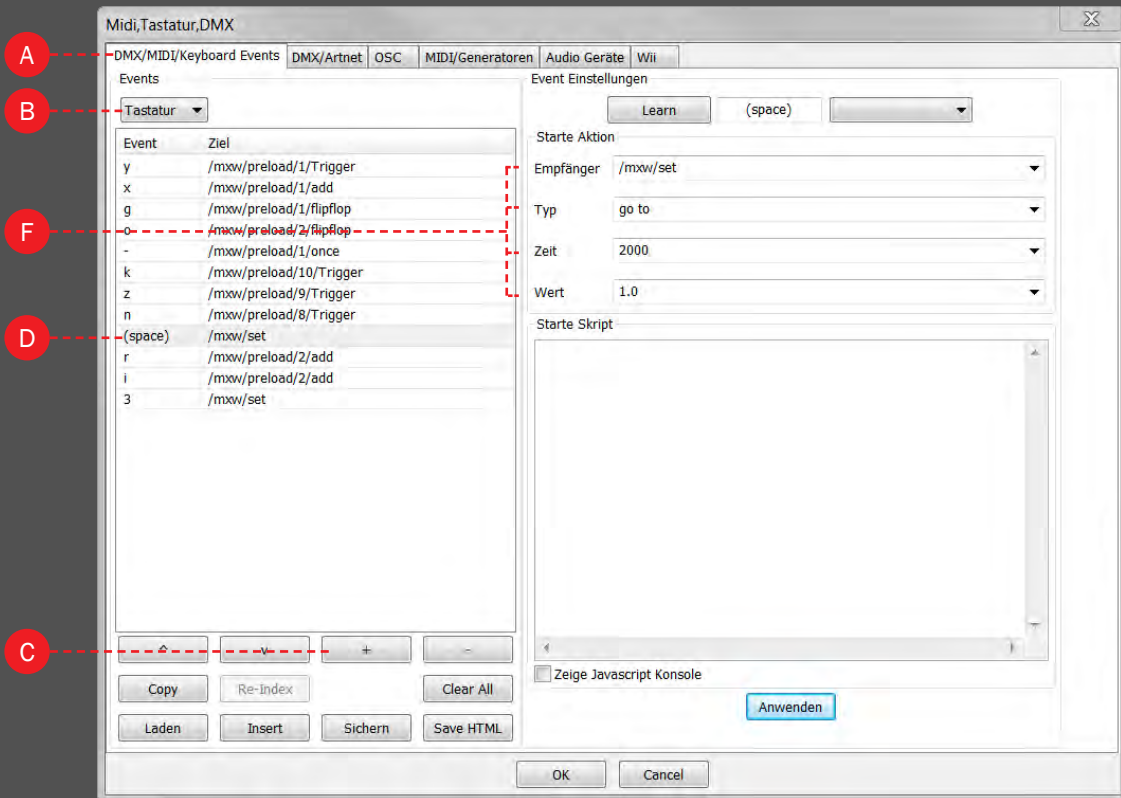 Midi,Tastatur,DMX
A
DMX/MIDI/Keyboard Events DMX/Artnet OSC MIDI/Generatoren Audio Geräte Wii
Events
Event Einstellungen
B
Tastatur
Learn (space)
Event Ziel
Starte Aktion
y /mxw/preload/1/Trigger
Empfänger /mxw/set
x /mxw/preload/1/add
g /mxw/preload/1/flipflop
Typ go to
F
o /mxw/preload/2/flipflop
- /mxw/preload/1/once
Zeit 2000
k /mxw/preload/10/Trigger
z /mxw/preload/9/Trigger
Wert 1.0
n /mxw/preload/8/Trigger
Starte Skript
D
(space) /mxw/set
r /mxw/preload/2/add
i /mxw/preload/2/add
3 /mxw/set
C
^ v + -
Zeige Javascript Konsole
Copy Re-Index Clear All
Anwenden
Laden Insert Sichern Save HTML
OK Cancel